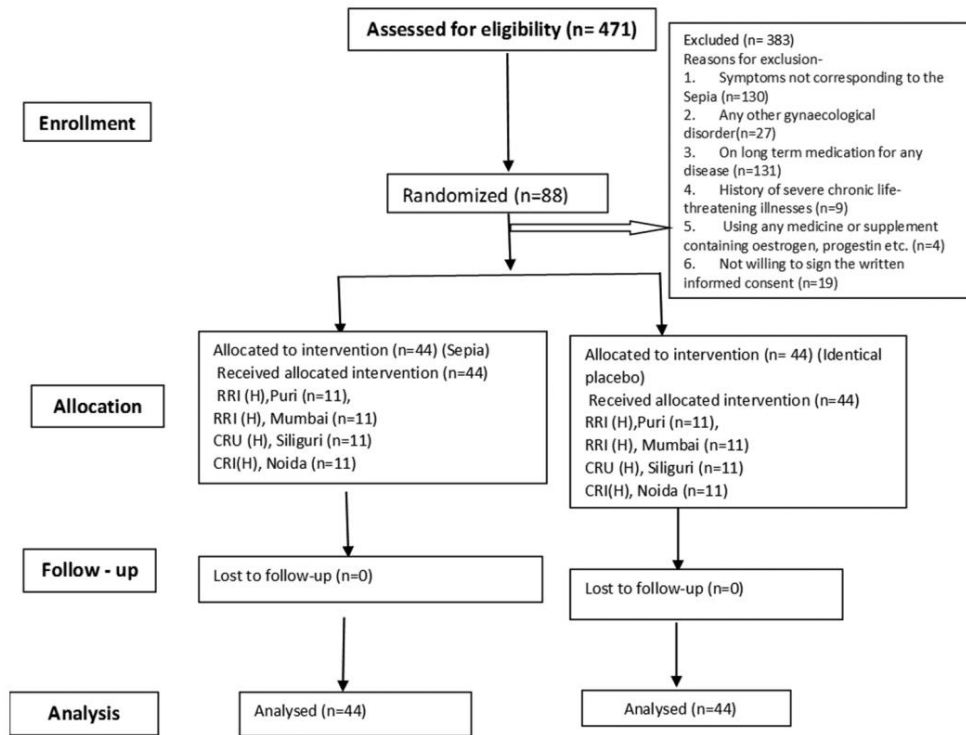 Assessed for eligibility (n= 471)
Excluded (n= 383)
Reasons for exclusion-
1. Symptoms not corresponding to the
Sepia (n=130)
2. Any other gynaecological
disorder(n=27)
3. On long term medication for any
disease (n=131)
4. History of severe chronic life-
threatening illnesses (n=9)
5. Using any medicine or supplement
containing oestrogen, progestin etc. (n=4)
6. Not willing to sign the written
informed consent (n=19)
Enrollment
Randomized (n=88)
Allocation
Allocated to intervention (n=44) (Sepia)
Received allocated intervention (n=44)
RRI (H),Puri (n=11),
RRI (H), Mumbai (n=11)
CRU (H), Siliguri (n=11)
CRI(H), Noida (n=11)
Allocated to intervention (n= 44) (Identical
placebo)
Received allocated intervention (n=44)
RRI (H),Puri (n=11),
RRI (H), Mumbai (n=11)
CRU (H), Siliguri (n=11)
CRI(H), Noida (n=11)
Follow - up
Lost to follow-up (n=0)
Lost to follow-up (n=0)
Analysis
Analysed (n=44)
Analysed (n=44)